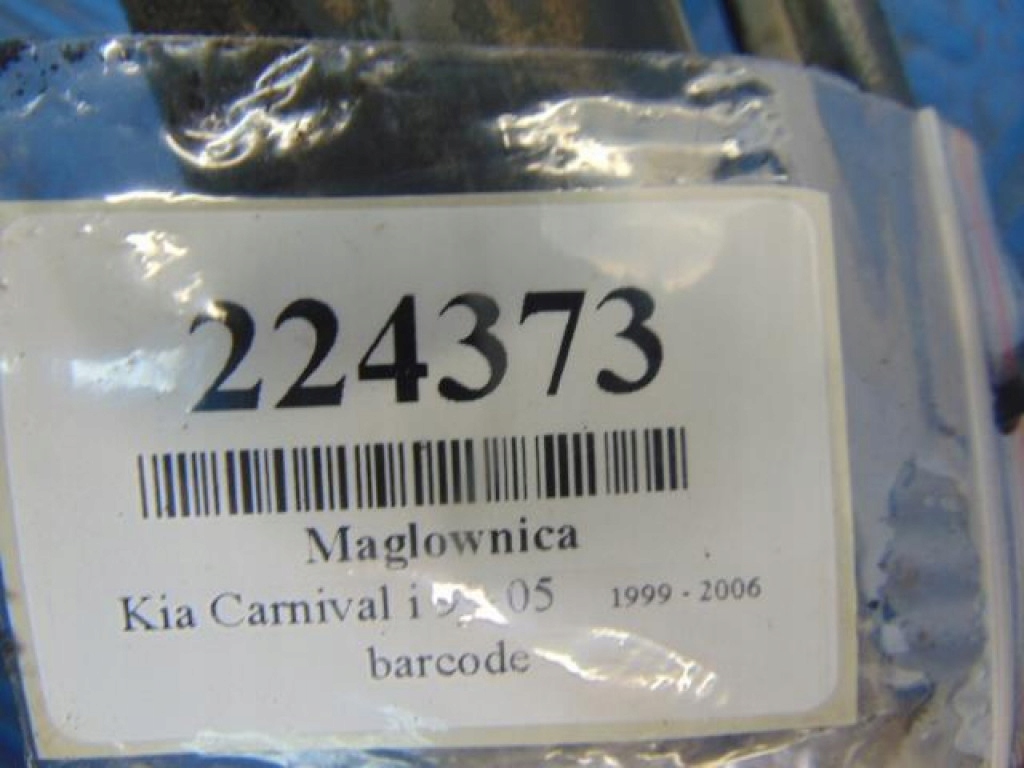 224373
Maglownica
Kia Carnival i 05 1999 - 2006
barcode